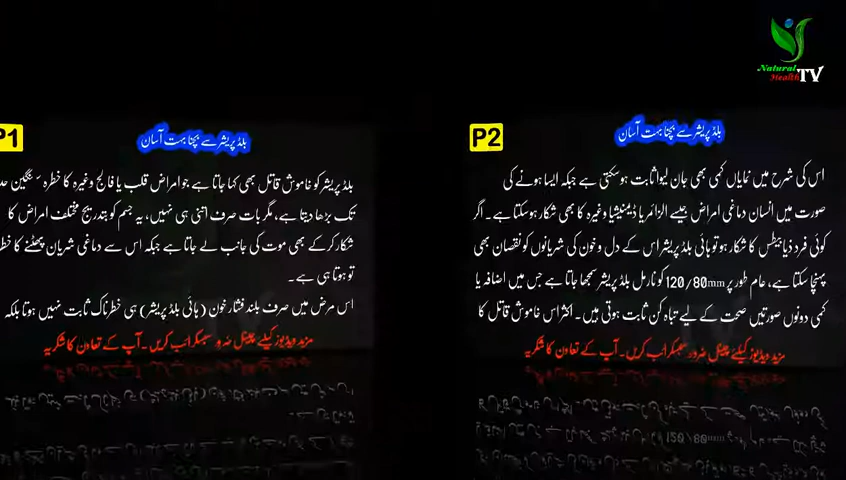 Natural Health TV
P1
بلڈ پریشر سے بچنا بہت آسان
بلڈ پریشر کو خاموش قاتل بھی کہا جاتا ہے جو امراض قلب یا فالج وغیرہ کا خطرہ سنگین حد
تک بڑھا دیتا ہے، مگر بات صرف اتنی ہی نہیں، یہ جسم کو بتدریج مختلف امراض کا
شکار کرکے بھی موت کی جانب لے جاتا ہے جبکہ اس سے دماغی شریان پھٹنے کا خطر
تو ہوتا ہی ہے۔
اس مرض میں صرف بلند فشار خون (ہائی بلڈ پریشر) ہی خطرناک ثابت نہیں ہوتا بلکہ
مزید ویڈیوز کیلئے چینل ضرور سبسکرائب کریں۔ آپ کے تعاون کا شکریہ
P2
بلڈ پریشر سے بچنا بہت آسان
اس کی شرح میں نمایاں کمی بھی جان لیوا ثابت ہوسکتی ہے جبکہ ایسا ہونے کی
صورت میں انسان دماغی امراض جیسے الزائمر یا ڈیمینیشیا وغیرہ کا بھی شکار ہوسکتا ہے۔ اگر
کوئی فرد ذیابیطس کا شکار ہو تو ہائی بلڈ پریشر اس کے دل و خون کی شریانوں کو نقصان بھی
پہنچا سکتا ہے، عام طور پر 120/80mm کو نارمل بلڈ پریشر سمجھا جاتا ہے جس میں اضافہ یا
کمی دونوں صورتیں صحت کے لیے تباہ کن ثابت ہوتی ہیں۔ اکثر اس خاموش قاتل کا
مزید ویڈیوز کیلئے چینل ضرور سبسکرائب کریں۔ آپ کے تعاون کا شکریہ